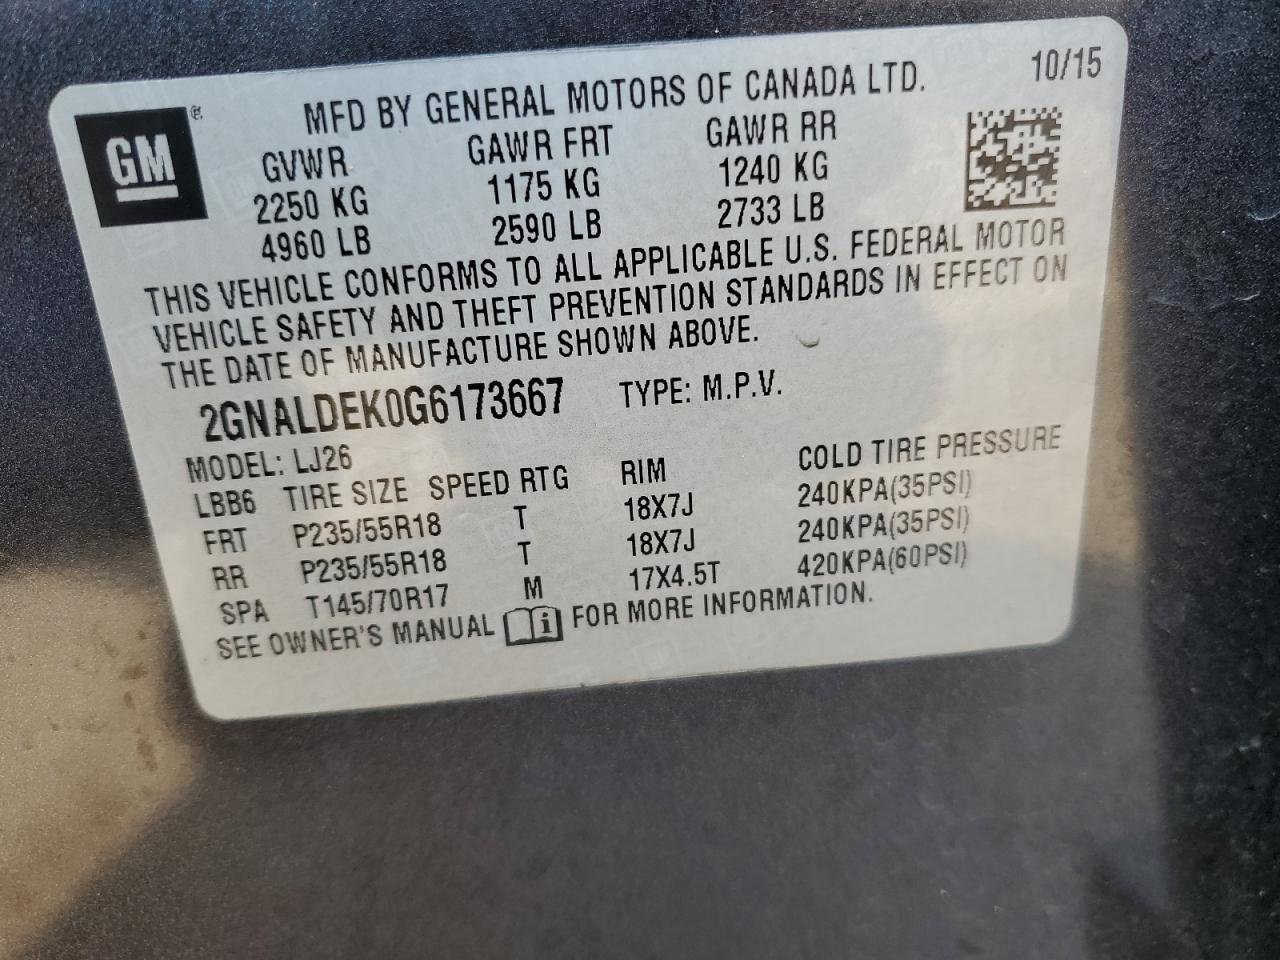 GM®
MFD BY GENERAL MOTORS OF CANADA LTD. 10/15
GVWR GAWR FRT GAWR RR
2250 KG 1175 KG 1240 KG
4960 LB 2590 LB 2733 LB
THIS VEHICLE CONFORMS TO ALL APPLICABLE U.S. FEDERAL MOTOR
VEHICLE SAFETY AND THEFT PREVENTION STANDARDS IN EFFECT ON
THE DATE OF MANUFACTURE SHOWN ABOVE.
2GNALDEK0G6173667 TYPE: M.P.V.
MODEL: LJ26
LBB6 TIRE SIZE SPEED RTG RIM COLD TIRE PRESSURE
FRT P235/55R18 T 18X7J 240KPA(35PSI)
RR P235/55R18 T 18X7J 240KPA(35PSI)
SPA T145/70R17 M 17X4.5T 420KPA(60PSI)
SEE OWNER'S MANUAL i FOR MORE INFORMATION.